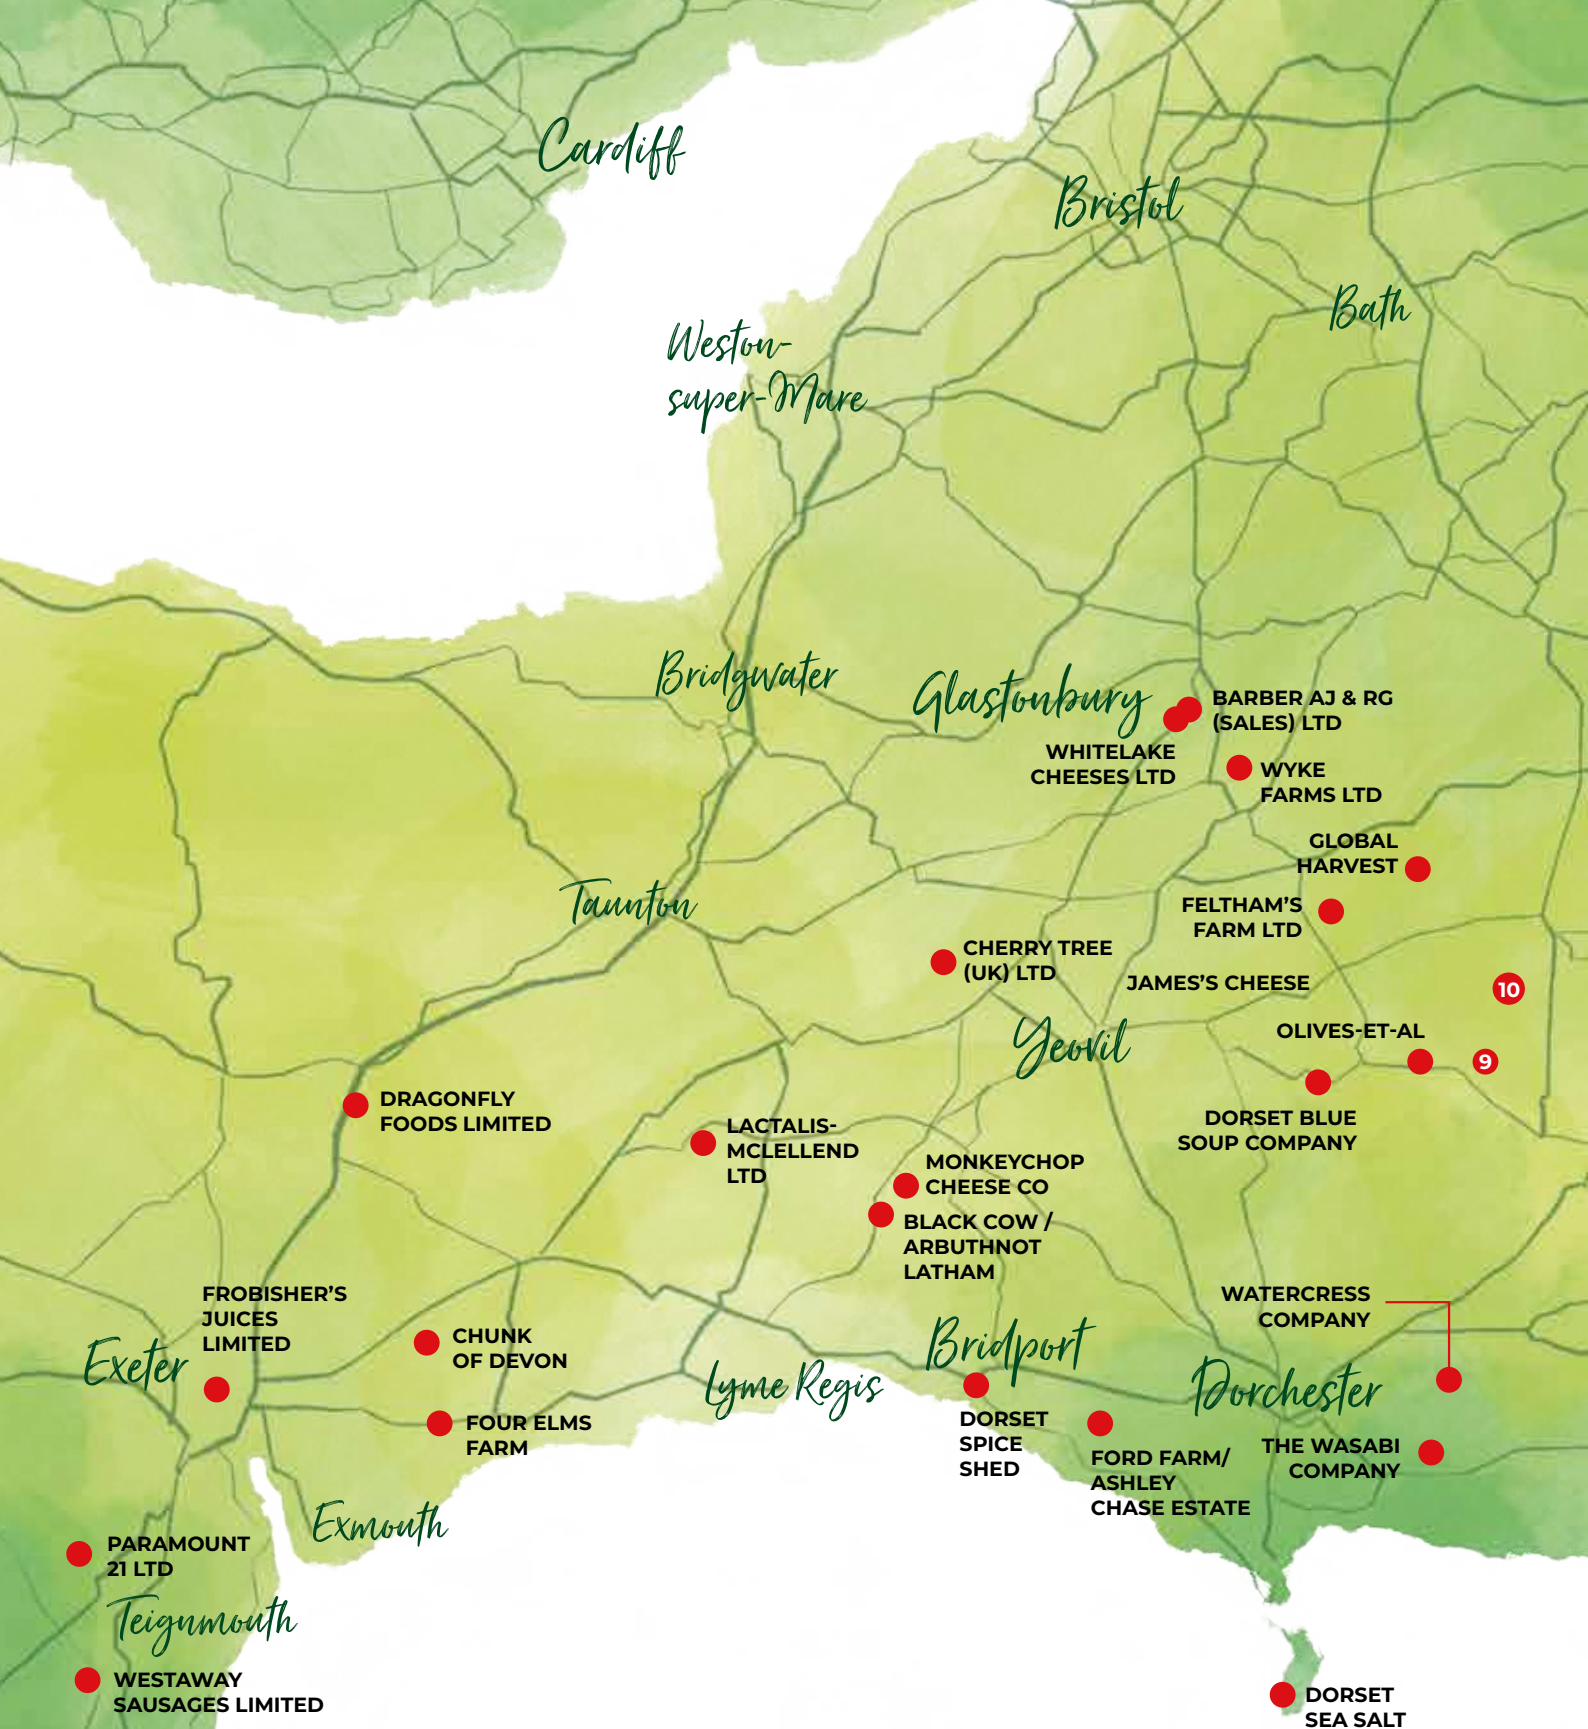 Cardiff
Bristol
Bath
Weston-
super-Mare
Bridgwater
Glastonbury
BARBER AJ & RG
(SALES) LTD
WHITELAKE
CHEESES LTD
WYKE
FARMS LTD
GLOBAL
HARVEST
Taunton
FELTHAM'S
FARM LTD
CHERRY TREE
(UK) LTD
JAMES'S CHEESE
10
Yeovil
OLIVES-ET-AL
9
DRAGONFLY
FOODS LIMITED
DORSET BLUE
SOUP COMPANY
LACTALIS-
MCLELLEND
LTD
MONKEYCHOP
CHEESE CO
BLACK COW /
ARBUTHNOT
LATHAM
FROBISHER'S
JUICES
LIMITED
WATERCRESS
COMPANY
Exeter
CHUNK
OF DEVON
Bridport
Lyme Regis
Dorchester
FOUR ELMS
FARM
DORSET
SPICE
SHED
FORD FARM/
ASHLEY
CHASE ESTATE
THE WASABI
COMPANY
Exmouth
PARAMOUNT
21 LTD
Teignmouth
WESTAWAY
SAUSAGES LIMITED
DORSET
SEA SALT